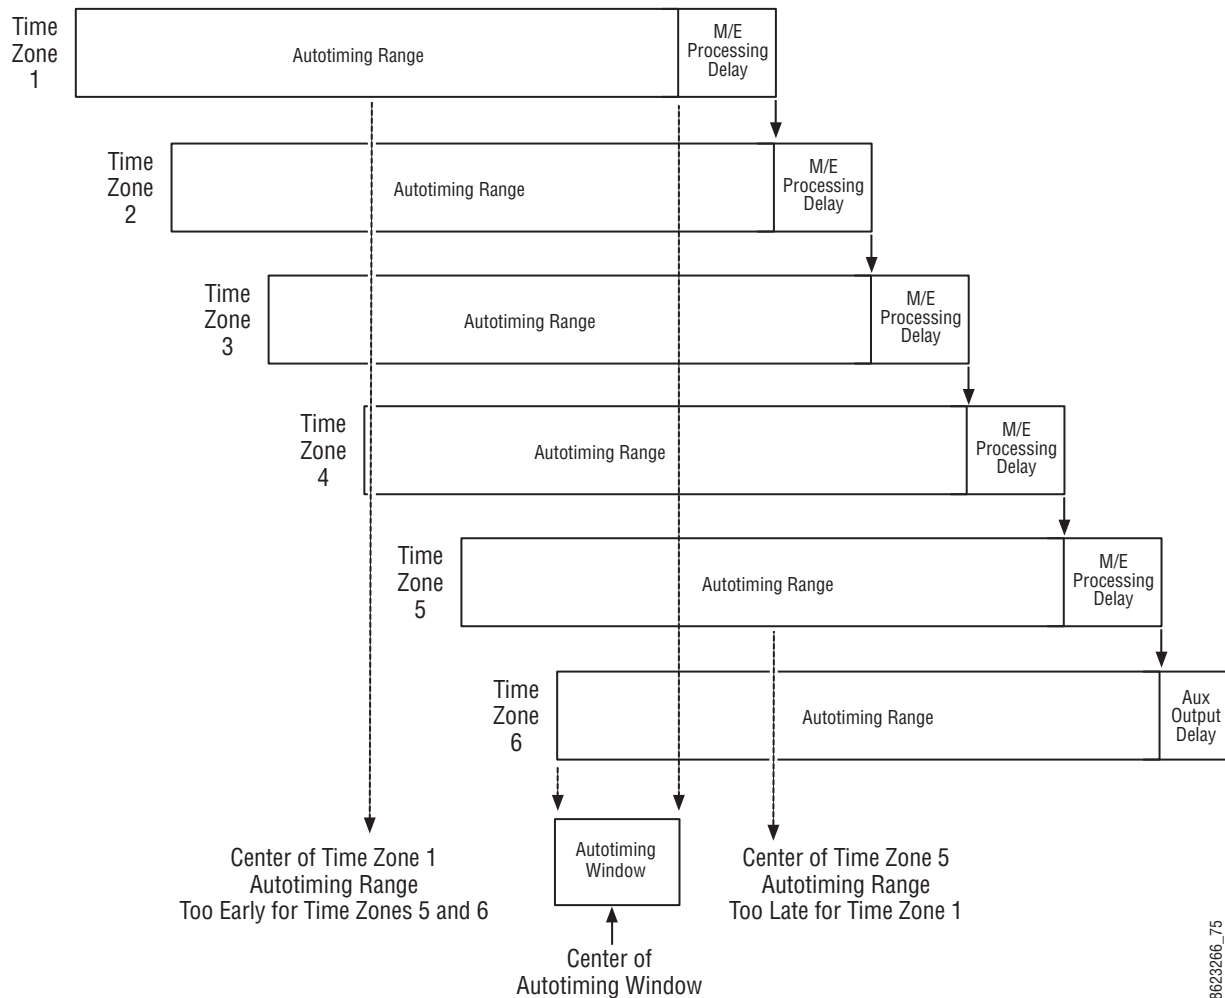 Time
Zone
1
Autotiming Range
M/E
Processing
Delay
Time
Zone
2
Autotiming Range
M/E
Processing
Delay
Time
Zone
3
Autotiming Range
M/E
Processing
Delay
Time
Zone
4
Autotiming Range
M/E
Processing
Delay
Time
Zone
5
Autotiming Range
M/E
Processing
Delay
Time
Zone
6
Autotiming Range
Aux
Output
Delay
Center of Time Zone 1
Autotiming Range
Too Early for Time Zones 5 and 6
Autotiming
Window
Center of Time Zone 5
Autotiming Range
Too Late for Time Zone 1
Center of
Autotiming Window
8623266_75